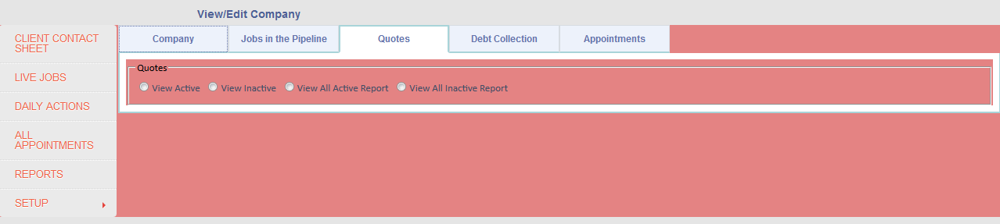 View/Edit Company
CLIENT CONTACT
SHEET
LIVE JOBS
DAILY ACTIONS
ALL
APPOINTMENTS
REPORTS
SETUP
Company Jobs in the Pipeline Quotes Debt Collection Appointments
Quotes
View Active View Inactive View All Active Report View All Inactive Report